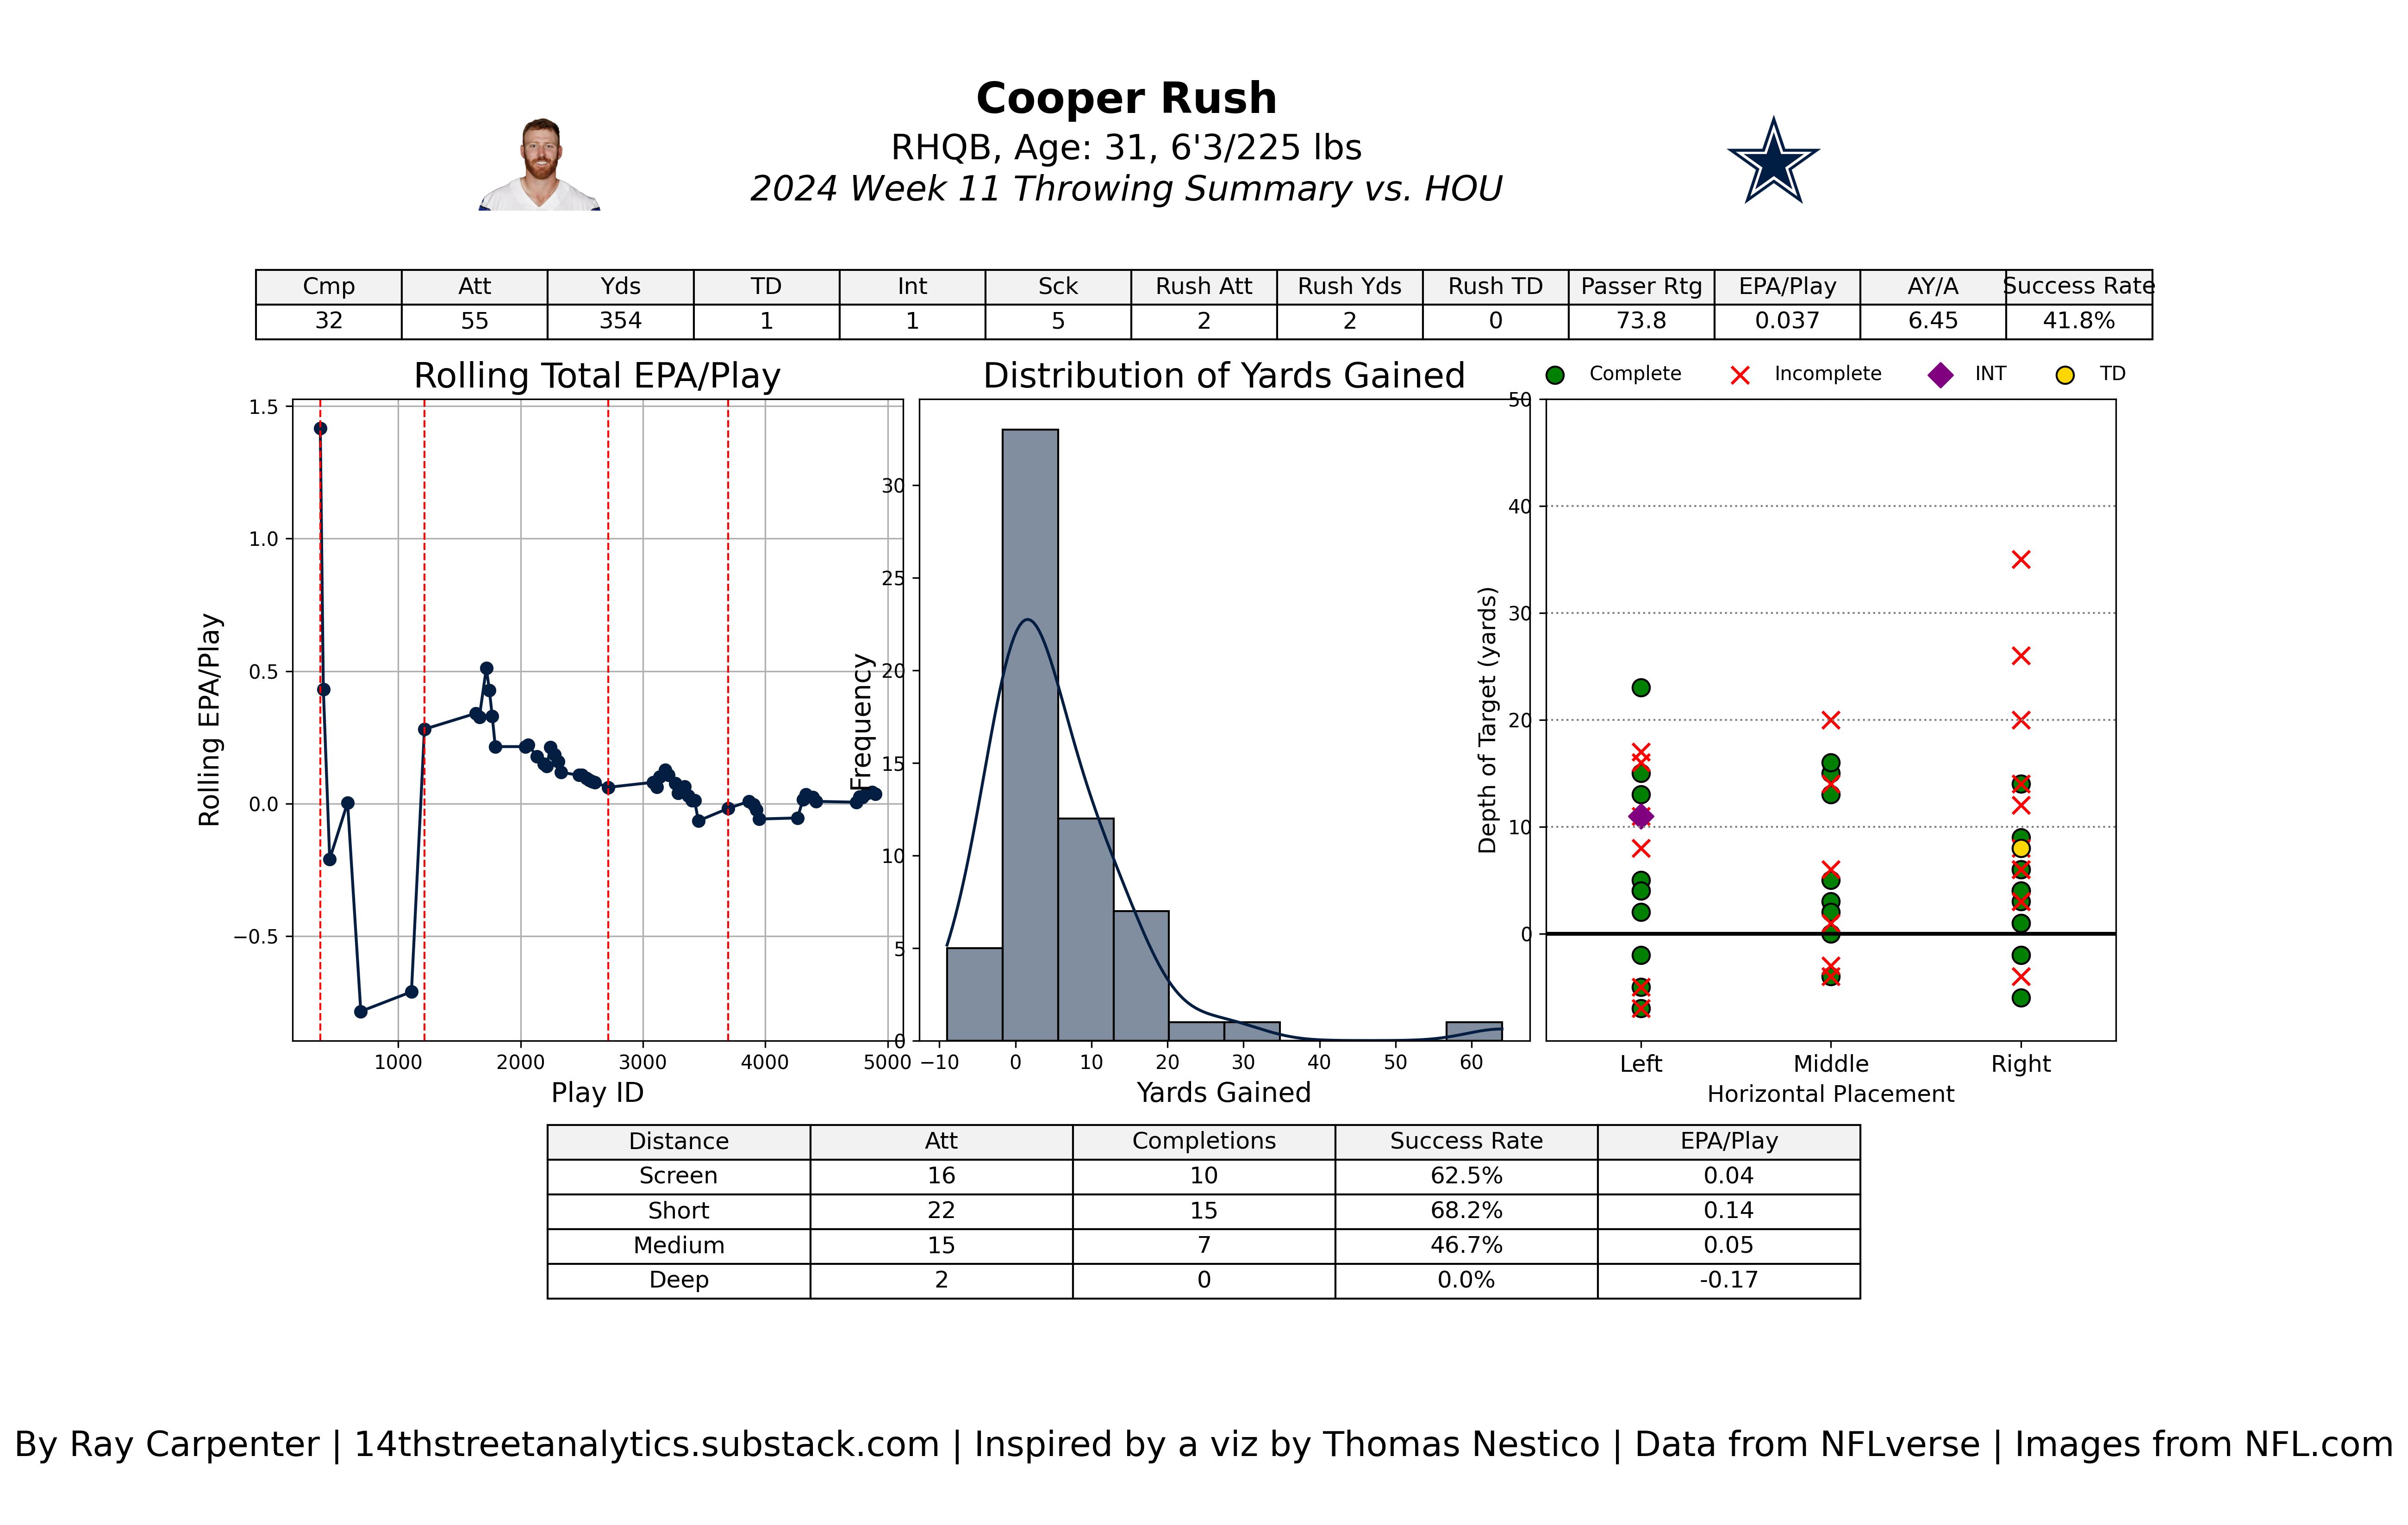 Cooper Rush
RHQB, Age: 31, 6'3/225 lbs
2024 Week 11 Throwing Summary vs. HOU
Cmp Att Yds TD Int Sck Rush Att Rush Yds Rush TD Passer Rtg EPA/Play AY/A Success Rate
32 55 354 1 1 5 2 2 0 73.8 0.037 6.45 41.8%
Rolling Total EPA/Play
1.5
1.0
0.5
0.0
−0.5
Rolling EPA/Play
1000 2000 3000 4000 5000
Play ID
Distribution of Yards Gained
30
25
20
15
10
5
0
Frequency
−10 0 10 20 30 40 50 60
Yards Gained
Complete Incomplete INT TD
50
40
30
20
10
0
Depth of Target (yards)
Left Middle Right
Horizontal Placement
Distance Att Completions Success Rate EPA/Play
Screen 16 10 62.5% 0.04
Short 22 15 68.2% 0.14
Medium 15 7 46.7% 0.05
Deep 2 0 0.0% -0.17
By Ray Carpenter | 14thstreetanalytics.substack.com | Inspired by a viz by Thomas Nestico | Data from NFLverse | Images from NFL.com